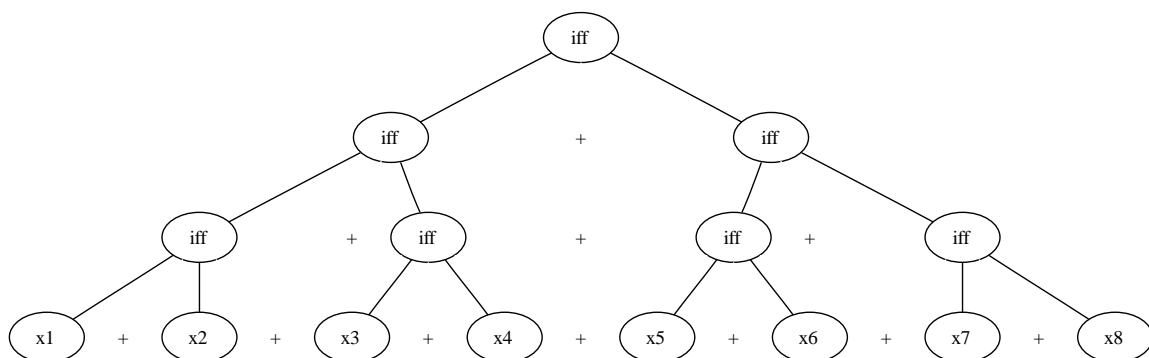 iff
iff + iff
iff + iff + iff + iff
x1 + x2 + x3 + x4 + x5 + x6 + x7 + x8